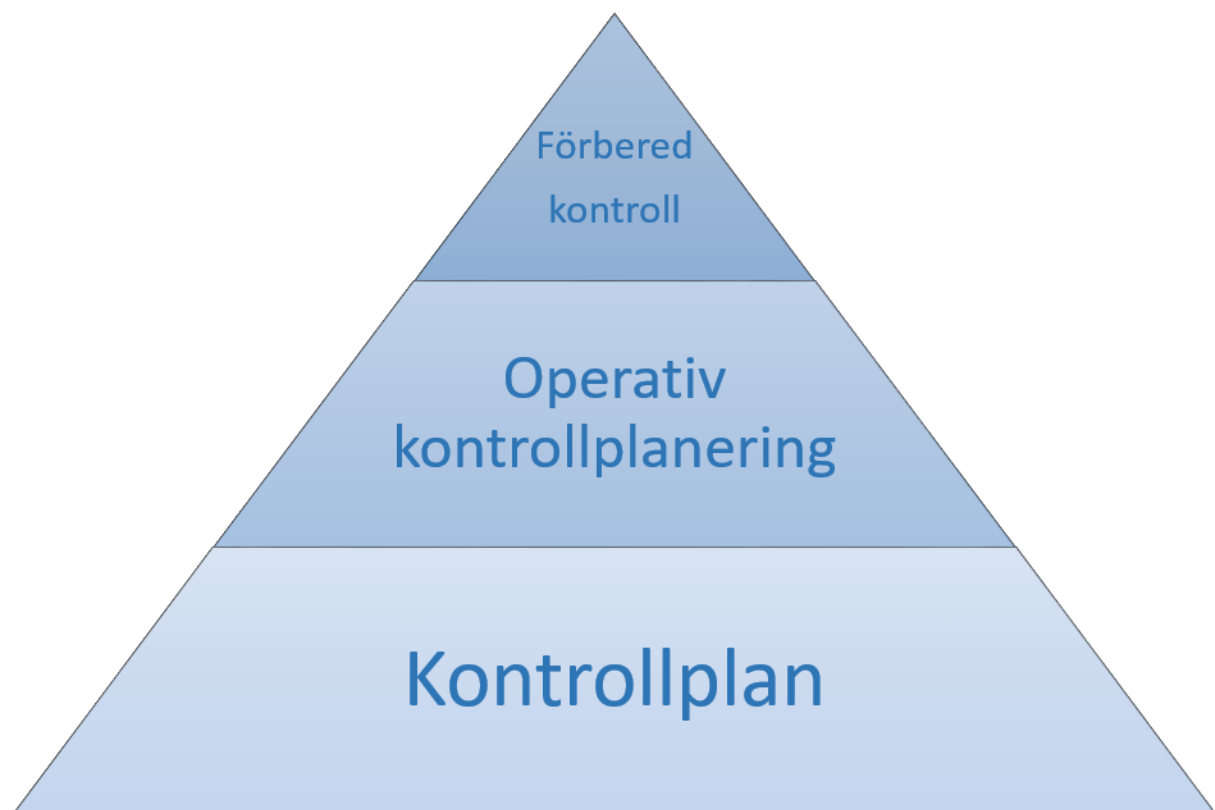 Förbered
kontroll
Operativ
kontrollplanering
Kontrollplan